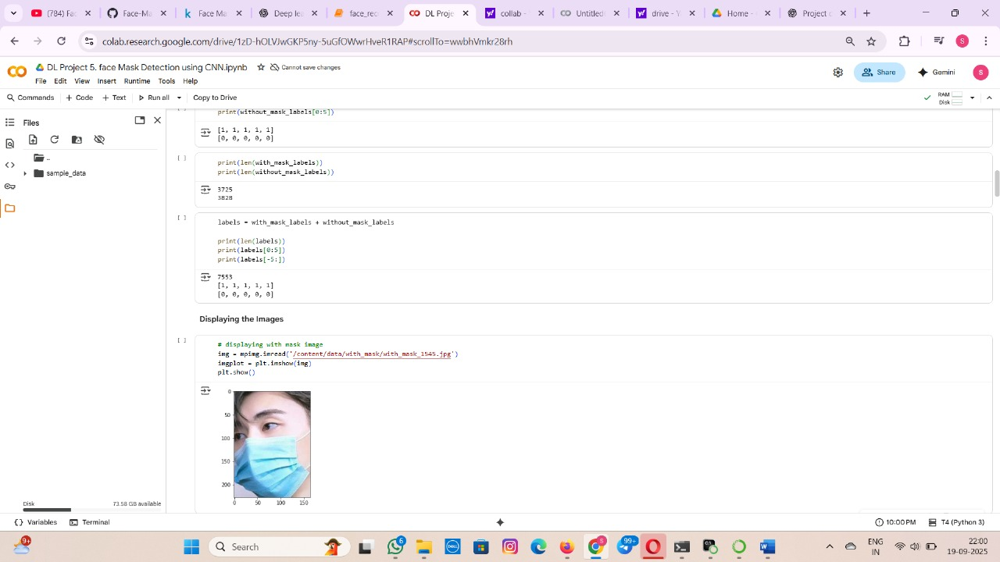 (784) Fac
Face-Ma
Face Ma
Deep lea
face_rec
DL Proje
collab -
Untitled
drive - Y
Home -
Project c
colab.research.google.com/drive/1zD-hOLVJwGKP5ny-5uGfOWwrHveR1RAP#scrollTo=wwbhVmkr28rh
S
DL Project 5. face Mask Detection using CNN.ipynb
Cannot save changes
File Edit View Insert Runtime Tools Help
Share
Gemini
S
Commands + Code + Text Run all Copy to Drive
RAM
Disk
Files
..
sample_data
print(without_mask_labels[0:5])
[1, 1, 1, 1, 1]
[0, 0, 0, 0, 0]
[ ]
print(len(with_mask_labels))
print(len(without_mask_labels))
3725
3828
[ ]
labels = with_mask_labels + without_mask_labels
print(len(labels))
print(labels[0:5])
print(labels[-5:])
7553
[1, 1, 1, 1, 1]
[0, 0, 0, 0, 0]
Displaying the Images
[ ]
# displaying with mask image
img = mpimg.imread('/content/data/with_mask/with_mask_1545.jpg')
imgplot = plt.imshow(img)
plt.show()
0
50
100
150
200
0 50 100 150
Disk 73.58 GB available
{} Variables Terminal
10:00 PM T4 (Python 3)
9+
Search
DELL
6
99+
S
ENG
IN
22:00
19-09-2025